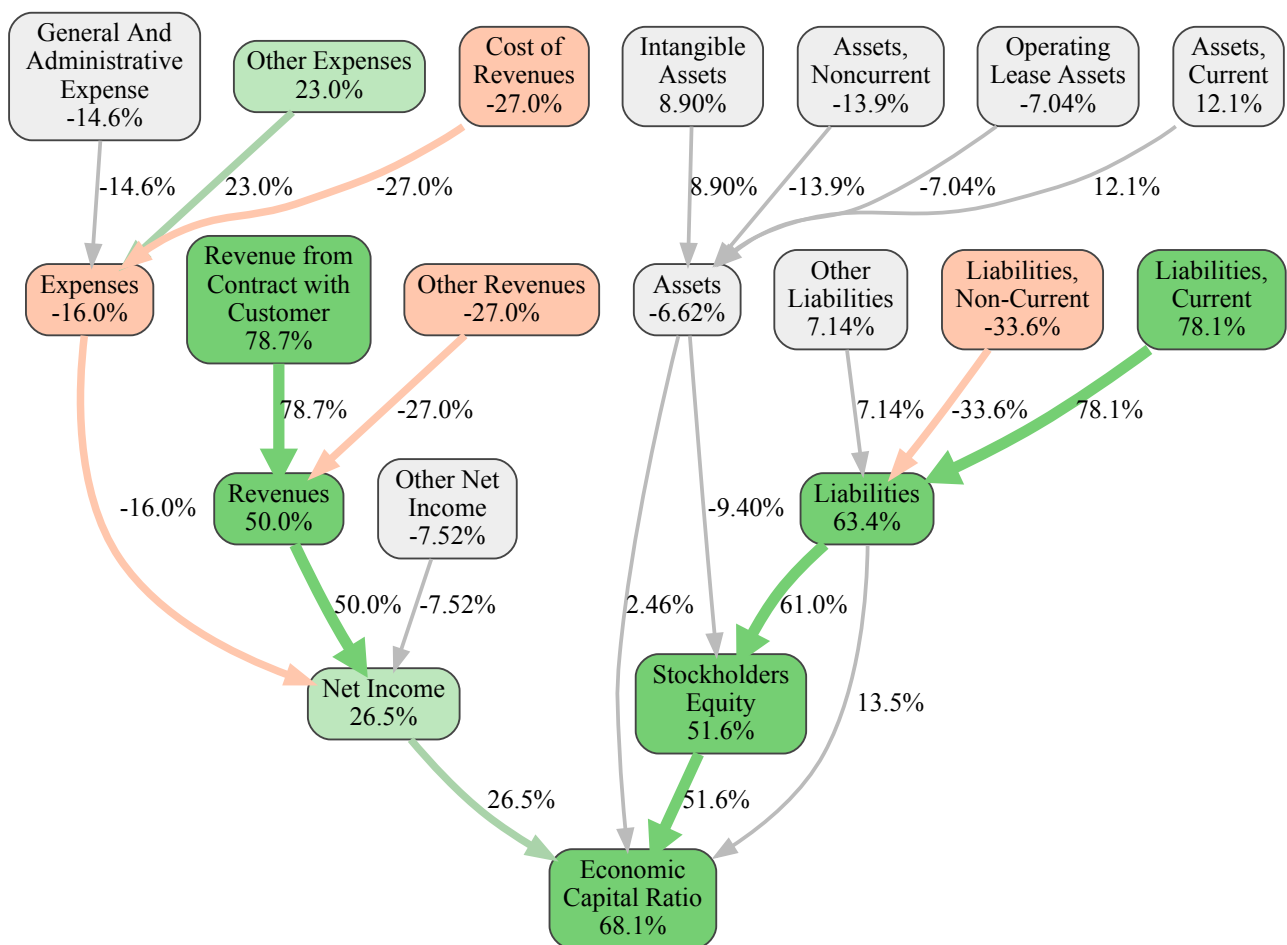 General And
Administrative
Expense
-14.6%
Other Expenses
23.0%
Cost of
Revenues
-27.0%
Intangible
Assets
8.90%
Assets,
Noncurrent
-13.9%
Operating
Lease Assets
-7.04%
Assets,
Current
12.1%
-14.6%
23.0%
-27.0%
8.90%
-13.9%
-7.04%
12.1%
Expenses
-16.0%
Revenue from
Contract with
Customer
78.7%
Other Revenues
-27.0%
Assets
-6.62%
Other
Liabilities
7.14%
Liabilities,
Non-Current
-33.6%
Liabilities,
Current
78.1%
78.7%
-27.0%
7.14%
-33.6%
78.1%
Revenues
50.0%
Other Net
Income
-7.52%
Liabilities
63.4%
-16.0%
-9.40%
50.0%
-7.52%
2.46%
61.0%
Net Income
26.5%
Stockholders
Equity
51.6%
13.5%
26.5%
51.6%
Economic
Capital Ratio
68.1%